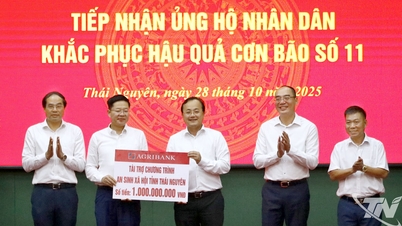 TIẾP NHẬN ỦNG HỘ NHÂN DÂN
KHẮC PHỤC HẬU QUẢ CƠN BÃO SỐ 11
Thái Nguyên, ngày 28 tháng 10 năm 2025
AGRIBANK
TÀI TRỢ CHƯƠNG TRÌNH
AN SINH XÃ HỘI TỈNH THÁI NGUYÊN
Số tiền: 1.000.000.000 VND
TN